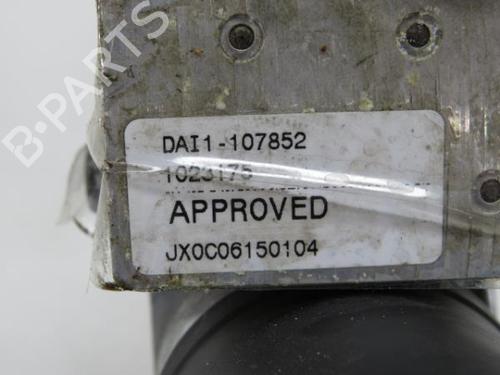 B-PARTS
DAI1-107852
1023175
APPROVED
JX0C06150104